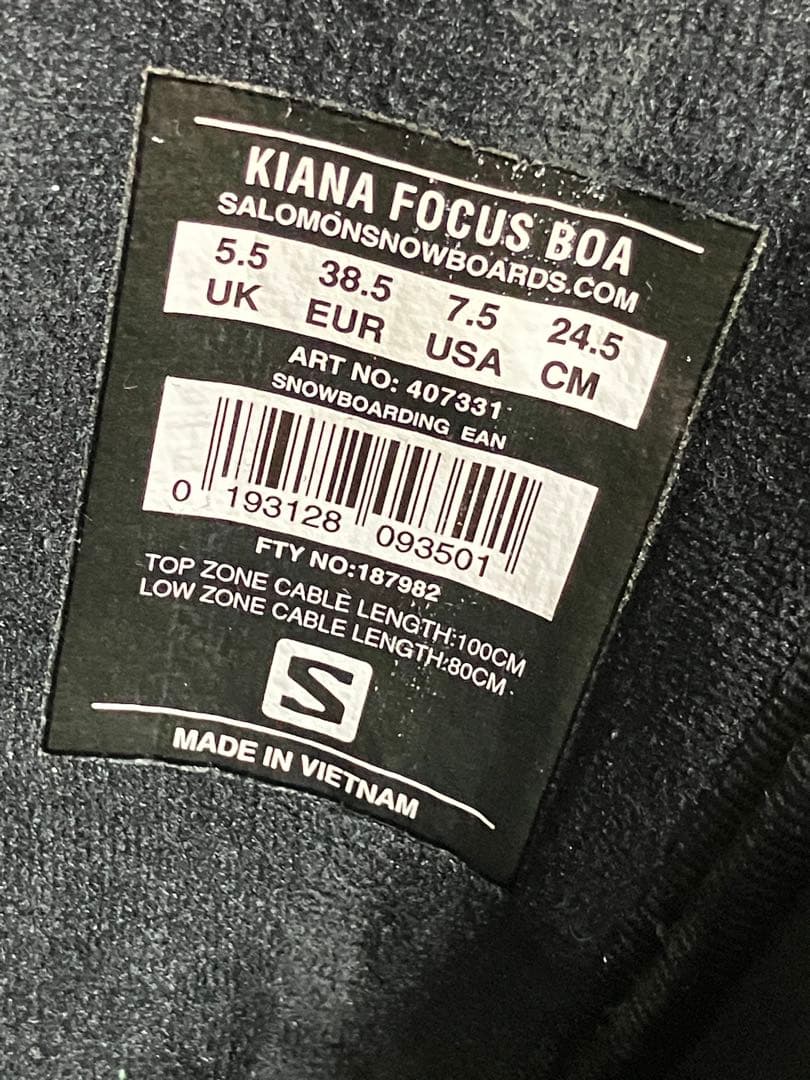 KIANA FOCUS BOA
SALOMONSNOWBOARDS.COM
5.5 38.5 7.5 24.5
UK EUR USA CM
ART NO: 407331
SNOWBOARDING EAN
0 193128 093501
FTY NO:187982
TOP ZONE CABLE LENGTH:100CM
LOW ZONE CABLE LENGTH:80CM
S
MADE IN VIETNAM